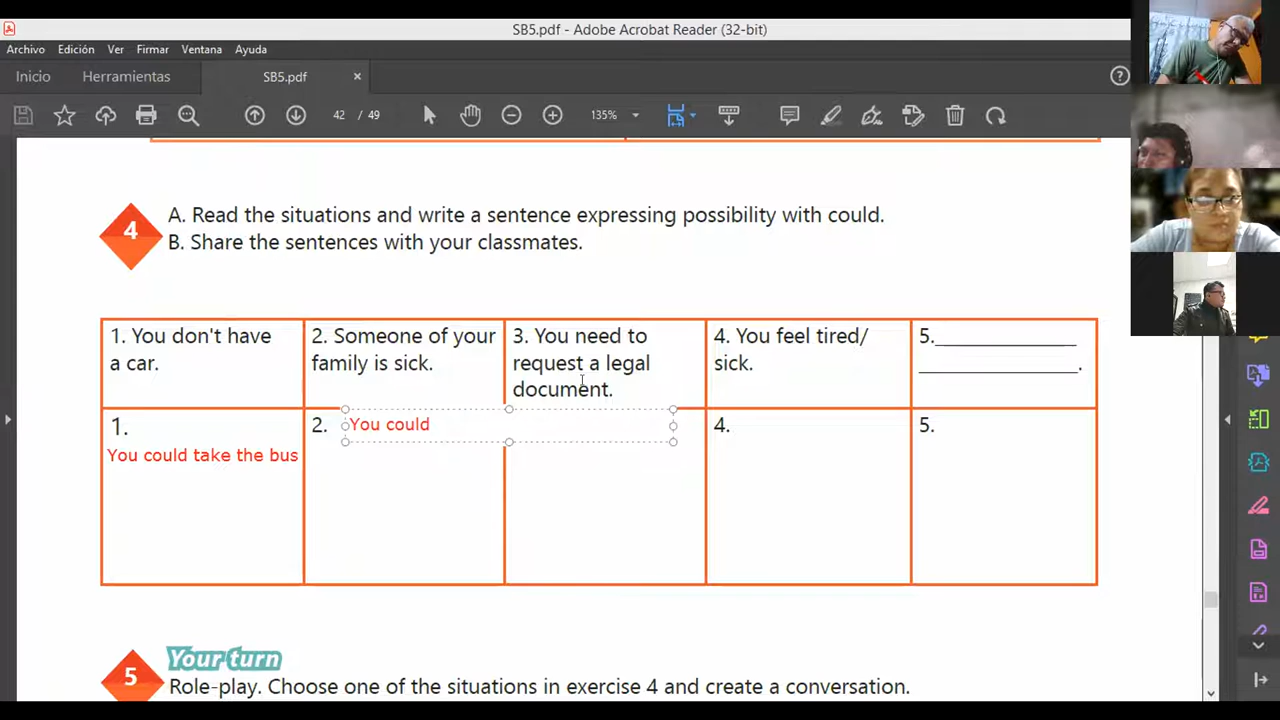 SB5.pdf - Adobe Acrobat Reader (32-bit)
Archivo Edición Ver Firmar Ventana Ayuda
Inicio Herramientas SB5.pdf ×
42 / 49 135%
4 A. Read the situations and write a sentence expressing possibility with could.
B. Share the sentences with your classmates.
1. You don't have
a car.
2. Someone of your
family is sick.
3. You need to
request a legal
document.
4. You feel tired/
sick.
5.______________
__________________.
1.
You could take the bus
2. You could
4.
5.
Your turn
5 Role-play. Choose one of the situations in exercise 4 and create a conversation.